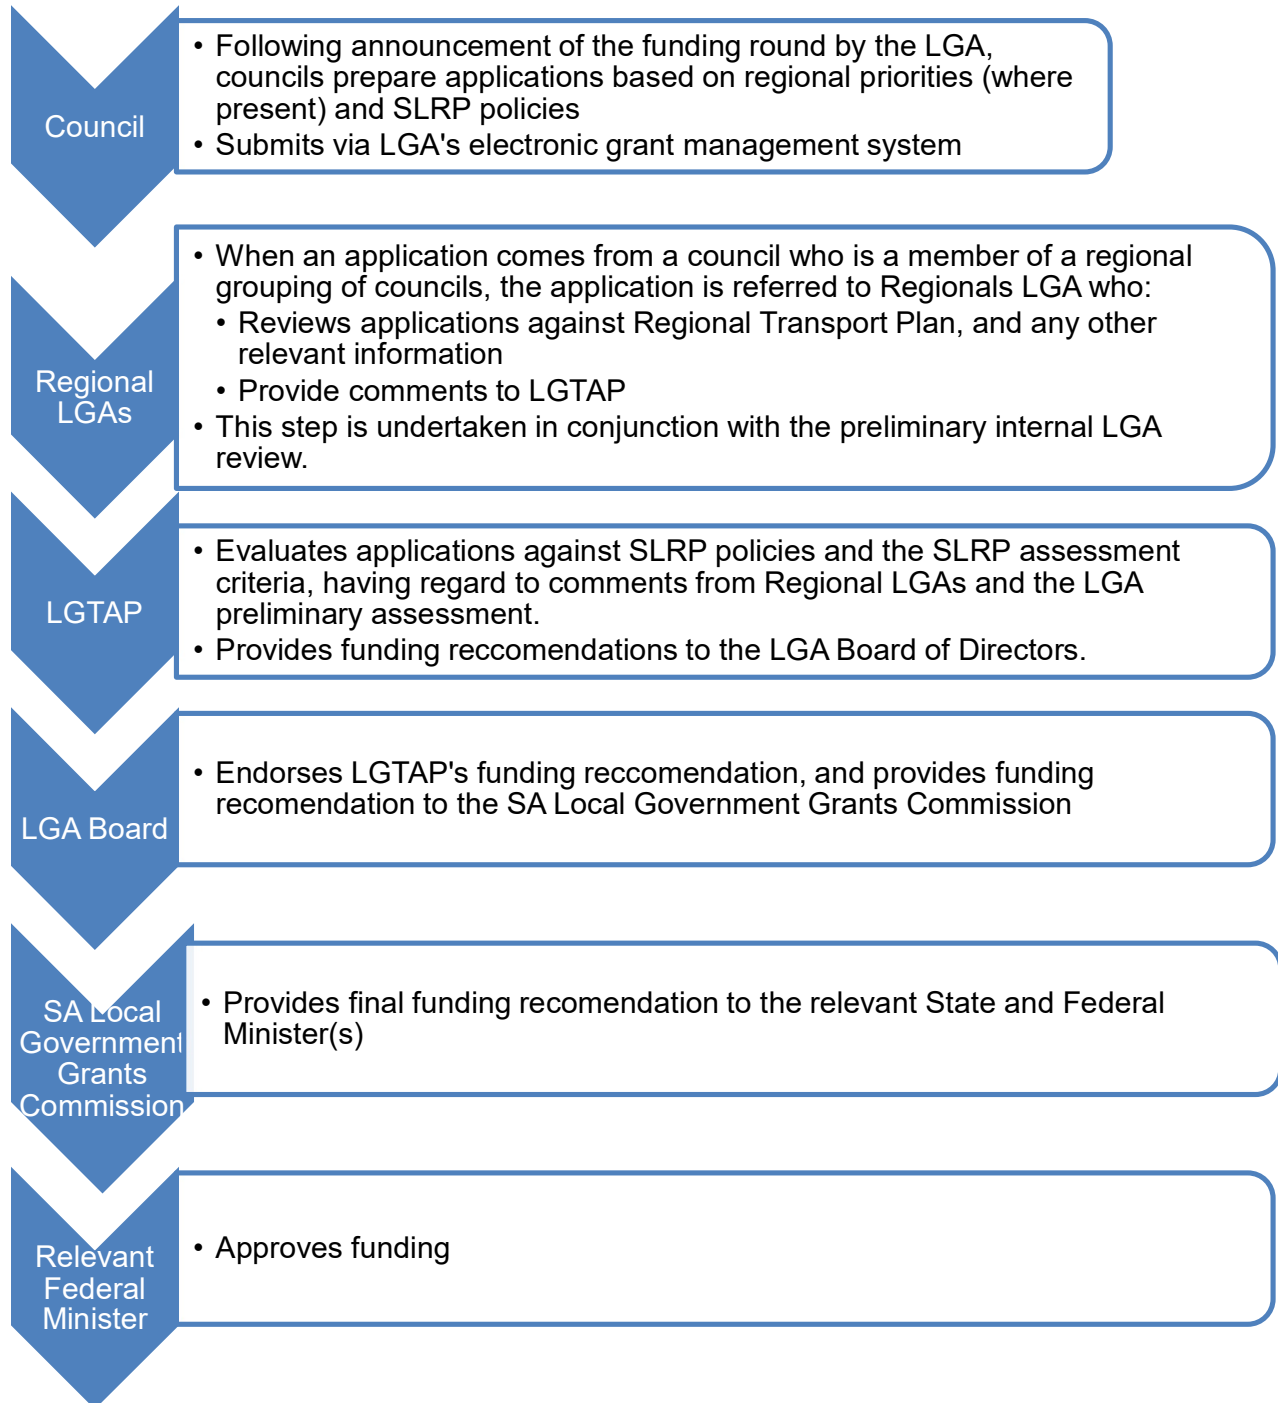 Council
• Following announcement of the funding round by the LGA,
councils prepare applications based on regional priorities (where
present) and SLRP policies
• Submits via LGA's electronic grant management system
Regional
LGAs
• When an application comes from a council who is a member of a regional
grouping of councils, the application is referred to Regionals LGA who:
• Reviews applications against Regional Transport Plan, and any other
relevant information
• Provide comments to LGTAP
• This step is undertaken in conjunction with the preliminary internal LGA
review.
LGTAP
• Evaluates applications against SLRP policies and the SLRP assessment
criteria, having regard to comments from Regional LGAs and the LGA
preliminary assessment.
• Provides funding reccomendations to the LGA Board of Directors.
LGA Board
• Endorses LGTAP's funding reccomendation, and provides funding
recomendation to the SA Local Government Grants Commission
SA Local
Government
Grants
Commission
• Provides final funding recomendation to the relevant State and Federal
Minister(s)
Relevant
Federal
Minister
• Approves funding